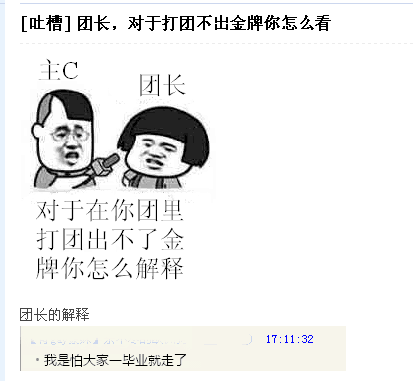 [吐槽] 团长，对于打团不出金牌你怎么看
主C
团长
对于在你团里
打团出不了金
牌你怎么解释
团长的解释
17:11:32
• 我是怕大家一毕业就走了